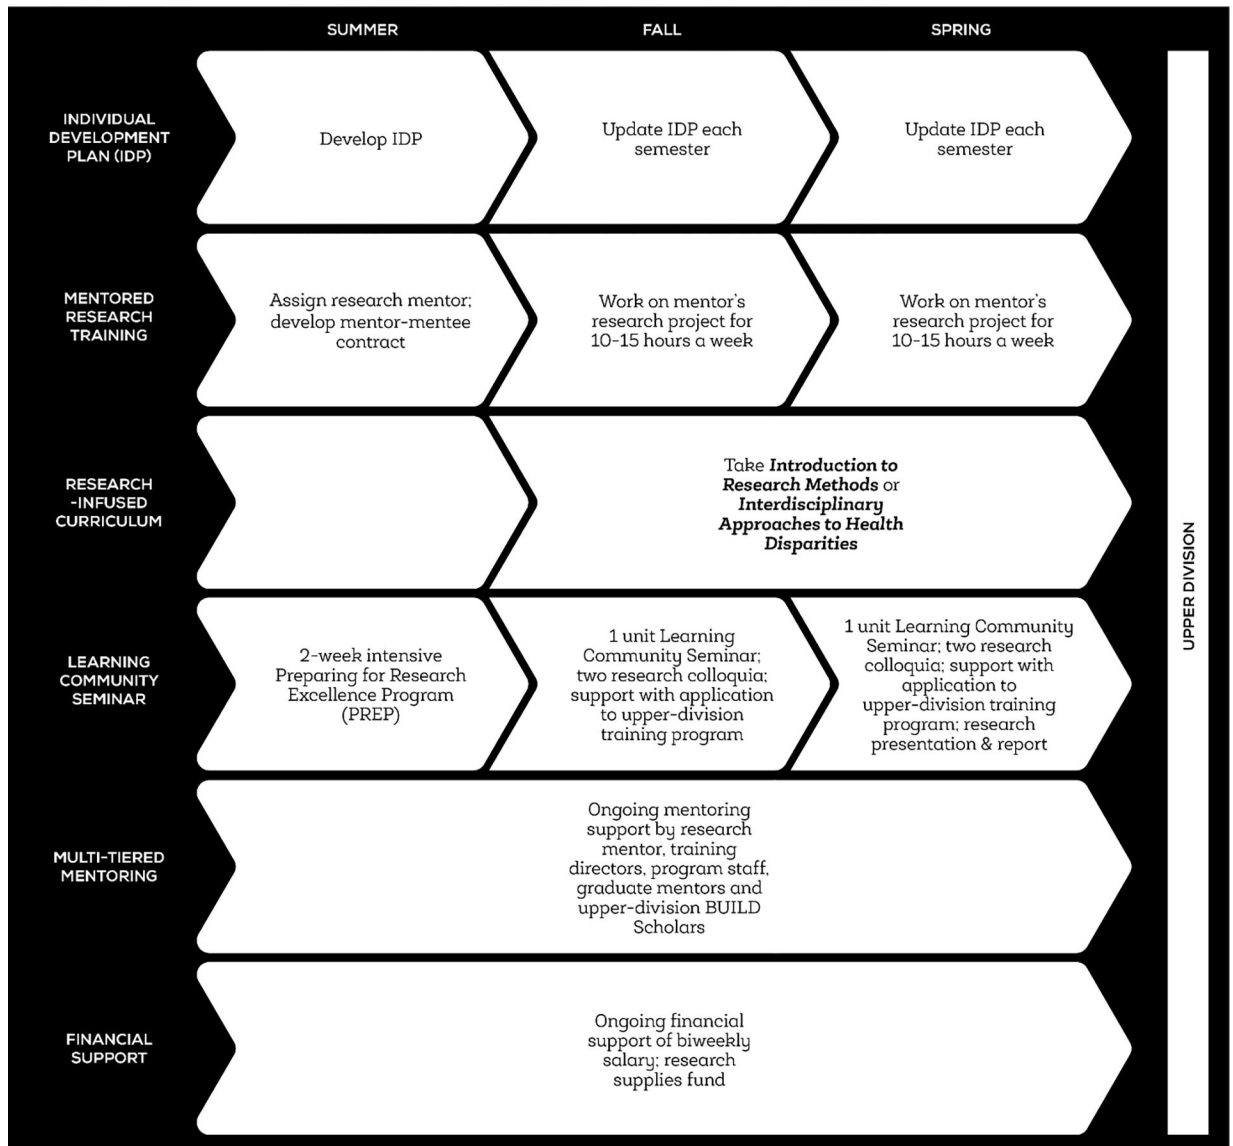 SUMMER
FALL
SPRING
INDIVIDUAL
DEVELOPMENT
PLAN (IDP)
Develop IDP
Update IDP each
semester
Update IDP each
semester
MENTORED
RESEARCH
TRAINING
Assign research mentor;
develop mentor-mentee
contract
Work on mentor's
research project for
10-15 hours a week
Work on mentor's
research project for
10-15 hours a week
RESEARCH
-INFUSED
CURRICULUM
Take Introduction to
Research Methods or
Interdisciplinary
Approaches to Health
Disparities
LEARNING
COMMUNITY
SEMINAR
2-week intensive
Preparing for Research
Excellence Program
(PREP)
1 unit Learning
Community Seminar;
two research colloquia;
support with application
to upper-division
training program
1 unit Learning Community
Seminar; two research
colloquia; support with
application to
upper-division training
program; research
presentation & report
MULTI-TIERED
MENTORING
Ongoing mentoring
support by research
mentor, training
directors, program staff,
graduate mentors and
upper-division BUILD
Scholars
FINANCIAL
SUPPORT
Ongoing financial
support of biweekly
salary; research
supplies fund
UPPER DIVISION